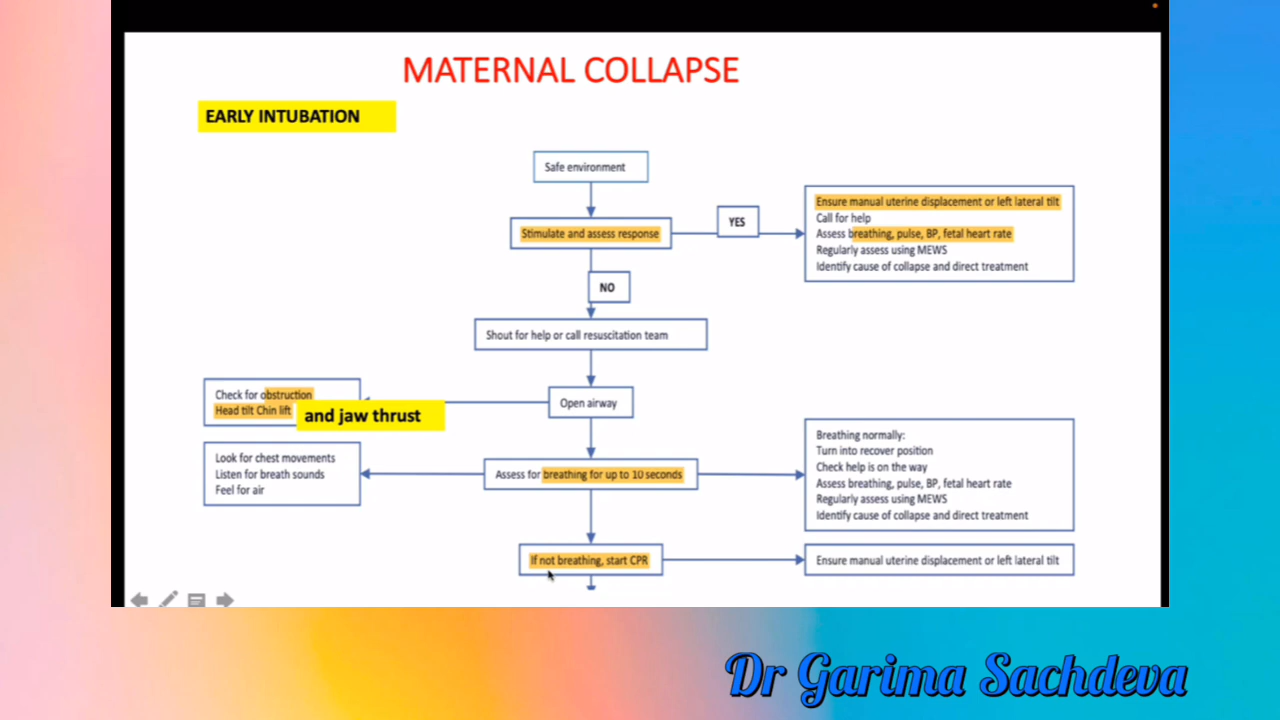 MATERNAL COLLAPSE
EARLY INTUBATION
Safe environment
Stimulate and assess response
YES
Ensure manual uterine displacement or left lateral tilt
Call for help
Assess breathing, pulse, BP, fetal heart rate
Regularly assess using MEWS
Identify cause of collapse and direct treatment
NO
Shout for help or call resuscitation team
Open airway
Check for obstruction
Head tilt Chin lift
and jaw thrust
Assess for breathing for up to 10 seconds
Look for chest movements
Listen for breath sounds
Feel for air
Breathing normally:
Turn into recover position
Check help is on the way
Assess breathing, pulse, BP, fetal heart rate
Regularly assess using MEWS
Identify cause of collapse and direct treatment
If not breathing, start CPR
Ensure manual uterine displacement or left lateral tilt
Dr Garima Sachdeva